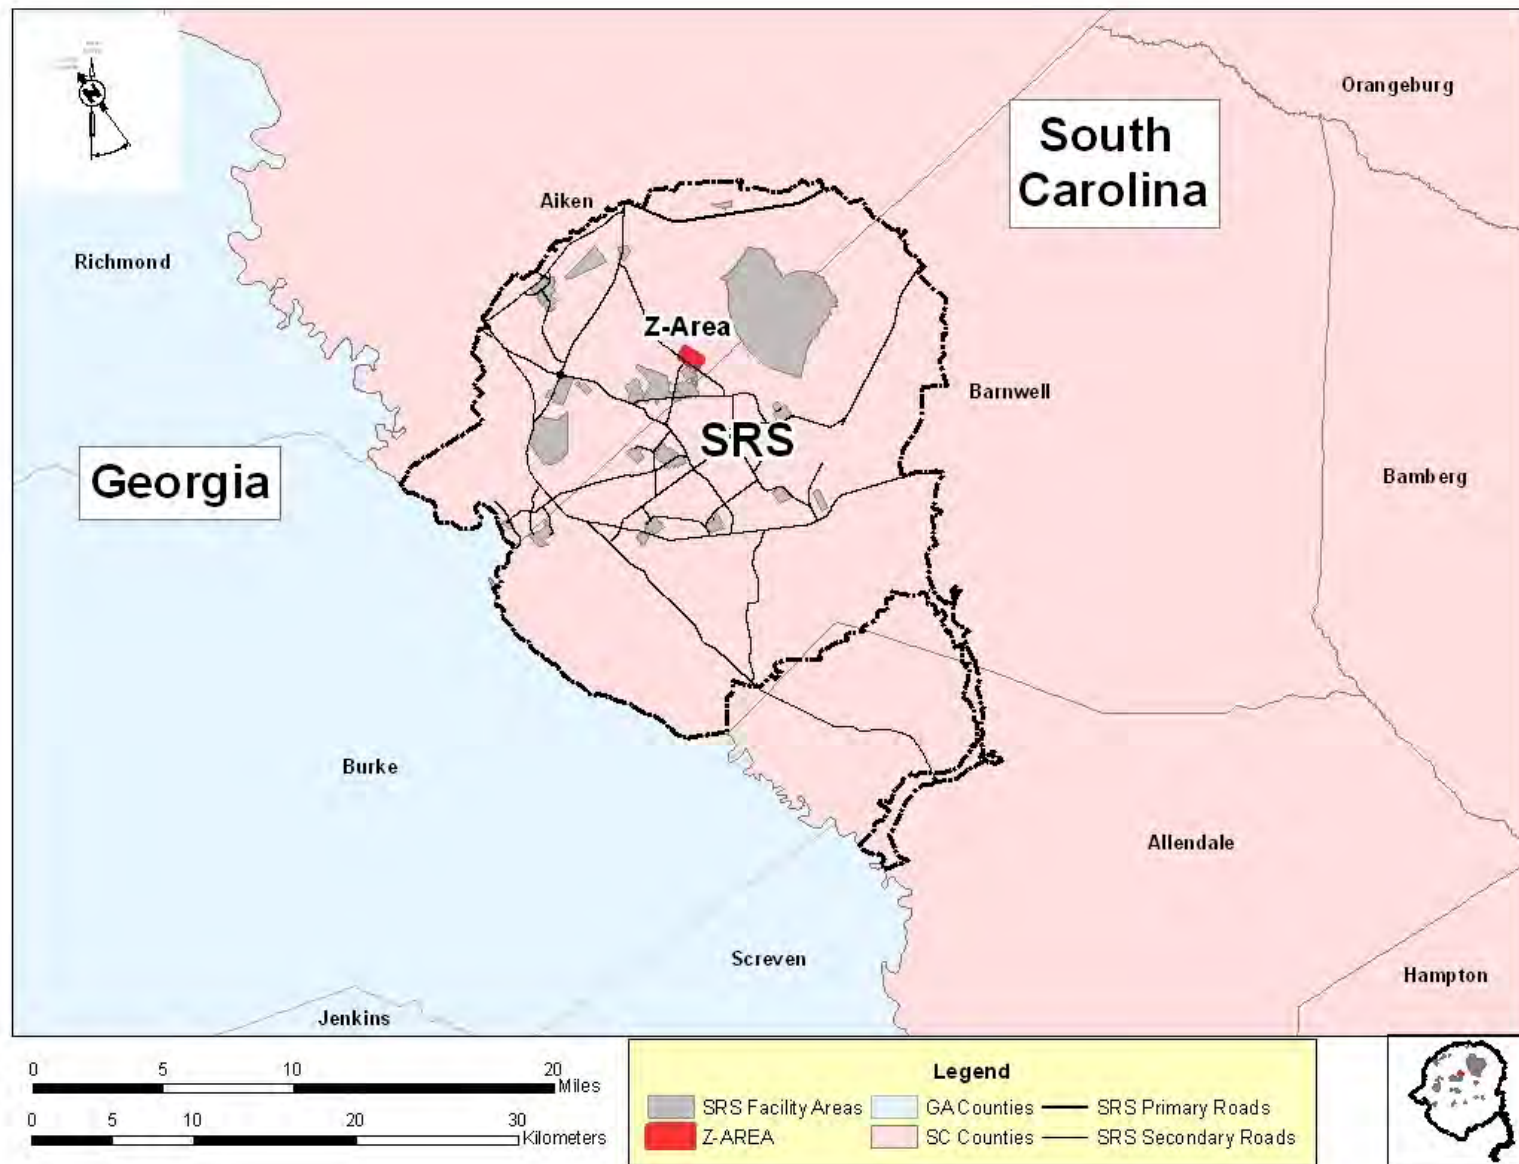 Orangeburg
South
Carolina
Aiken
Richmond
Z-Area
Barnwell
SRS
Georgia
Bamberg
Burke
Allendale
Screven
Hampton
Jenkins
0 5 10 20 Miles
0 5 10 20 30 Kilometers
Legend
SRS Facility Areas GA Counties SRS Primary Roads
Z-AREA SC Counties SRS Secondary Roads